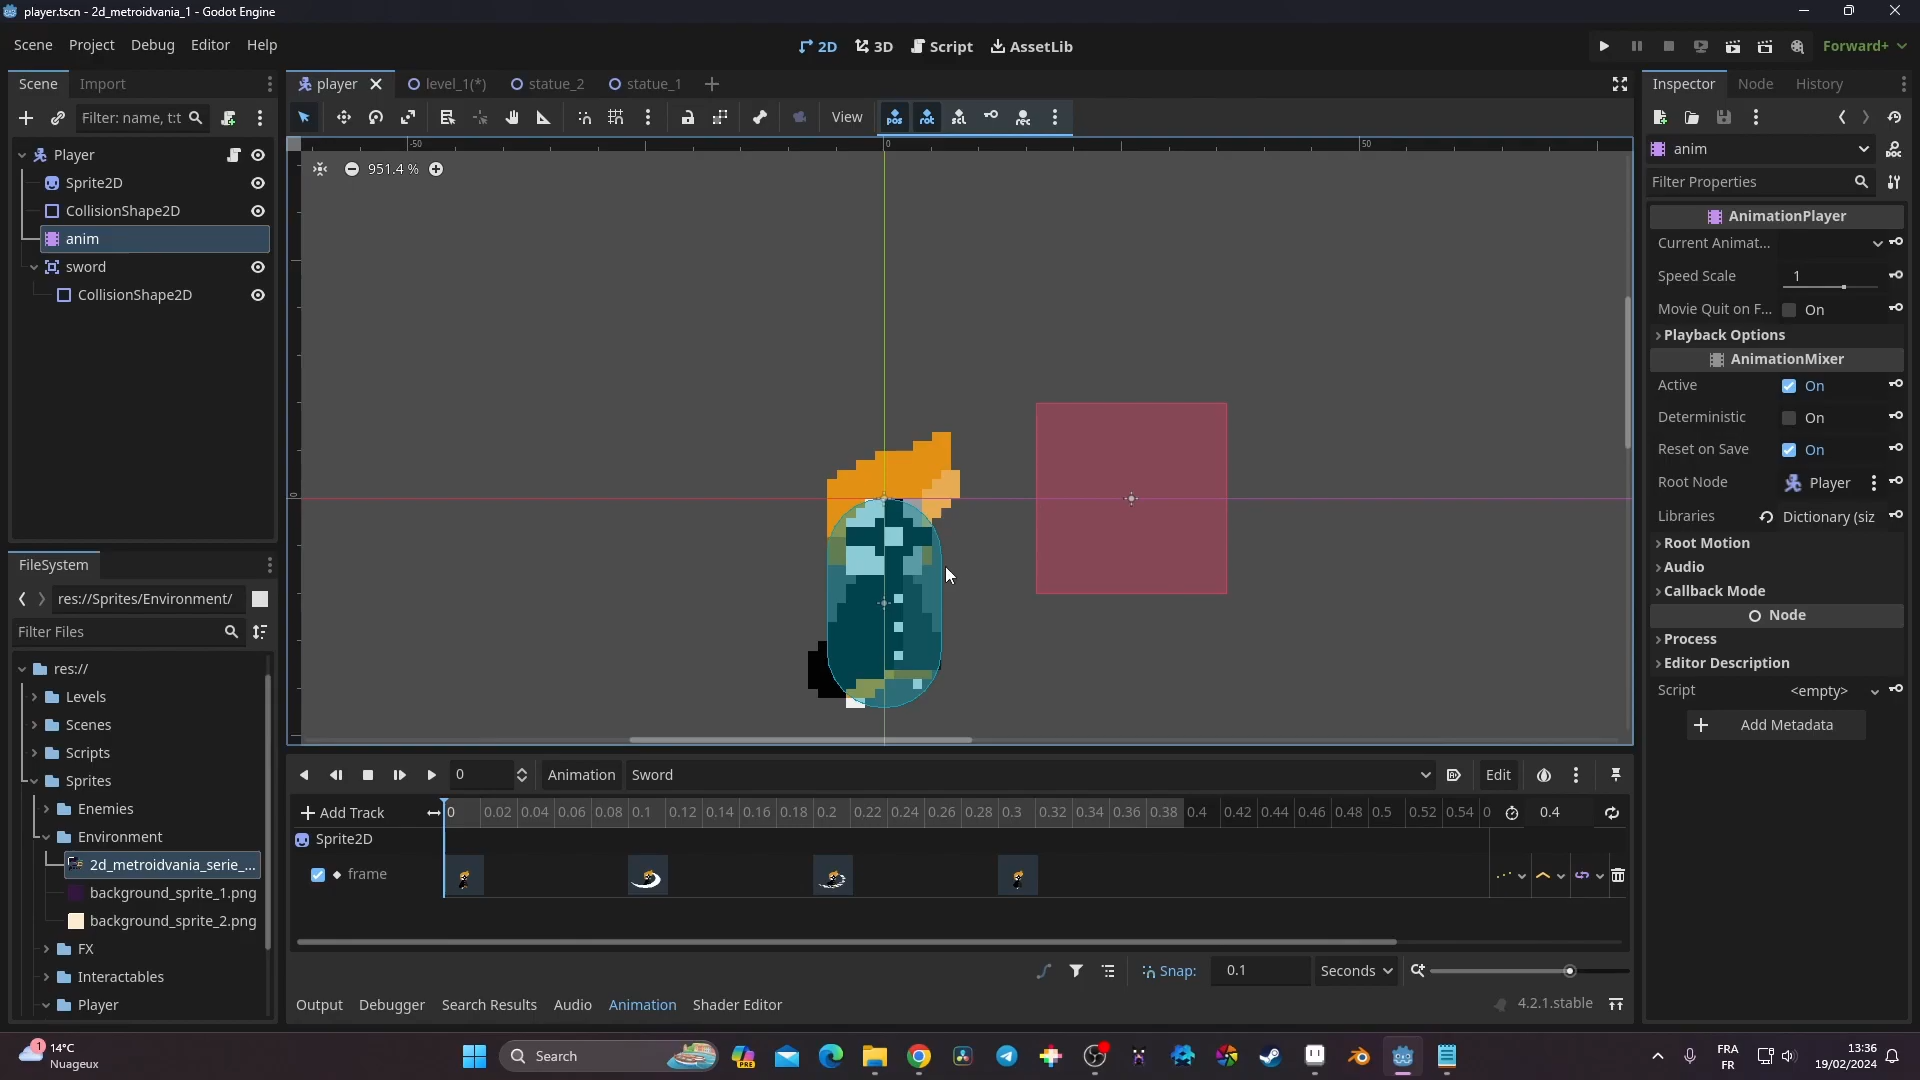 player.tscn - 2d_metroidvania_1 - Godot Engine
Scene Project Debug Editor Help
2D 3D Script AssetLib
Forward+
Scene Import
player level_1(*) statue_2 statue_1
Inspector Node History
Filter: name, t:t
View
anim
Filter Properties
Player
Sprite2D
CollisionShape2D
anim
sword
CollisionShape2D
-50 0 50
951.4 %
0
AnimationPlayer
Current Animat...
Speed Scale 1
Movie Quit on F... On
Playback Options
AnimationMixer
Active On
Deterministic On
Reset on Save On
Root Node Player
Libraries Dictionary (siz
Root Motion
Audio
Callback Mode
Node
Process
Editor Description
Script <empty>
Add Metadata
FileSystem
res://Sprites/Environment/
Filter Files
res://
Levels
Scenes
Scripts
Sprites
Enemies
Environment
2d_metroidvania_serie_...
background_sprite_1.png
background_sprite_2.png
FX
Interactables
Player
0 Animation Sword Edit
Add Track 0 0.02 0.04 0.06 0.08 0.1 0.12 0.14 0.16 0.18 0.2 0.22 0.24 0.26 0.28 0.3 0.32 0.34 0.36 0.38 0.4 0.42 0.44 0.46 0.48 0.5 0.52 0.54 0 0.4
Sprite2D
frame
Snap: 0.1 Seconds
Output Debugger Search Results Audio Animation Shader Editor
4.2.1.stable
1
14°C
Nuageux
Search
PRE
FRA
FR
13:36
19/02/2024